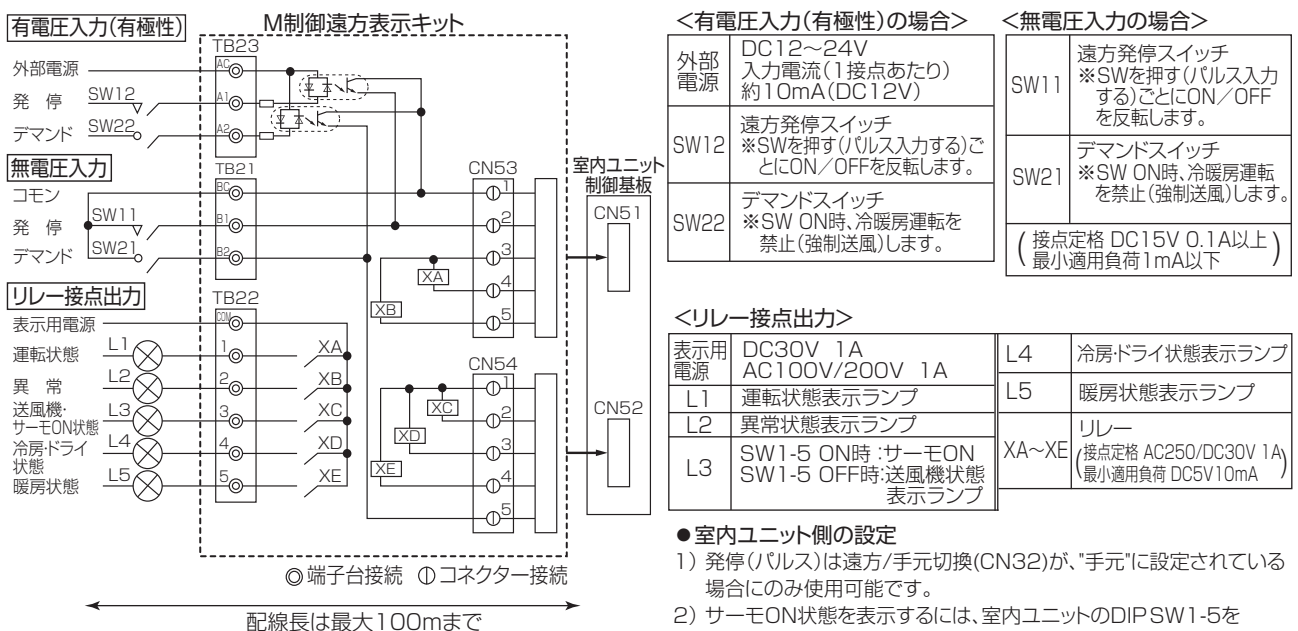 有電圧入力(有極性)
M制御遠方表示キット
TB23
外部電源
AC
発 停
SW12
A1
デマンド
SW22
A2
無電圧入力
TB21
CN53
室内ユニット
制御基板
コモン
BC
1
CN51
発 停
SW11
B1
2
デマンド
SW21
B2
3
XA
4
XB
5
リレー接点出力
TB22
表示用電源
COM
運転状態
L1
1
XA
CN54
異 常
L2
2
XB
1
送風機・
サーモON状態
L3
3
XC
XC
2
CN52
冷房・ドライ
状態
L4
4
XD
XD
3
暖房状態
L5
5
XE
XE
4
5
◎端子台接続 ⦶コネクター接続
配線長は最大100mまで
<有電圧入力(有極性)の場合>
外部
電源
DC12～24V
入力電流(1接点あたり)
約10mA(DC12V)
SW12
遠方発停スイッチ
※SWを押す(パルス入力する)ご
とにON／OFFを反転します。
SW22
デマンドスイッチ
※SW ON時、冷暖房運転を
禁止(強制送風)します。
<無電圧入力の場合>
SW11
遠方発停スイッチ
※SWを押す(パルス入力
する)ごとにON／OFF
を反転します。
SW21
デマンドスイッチ
※SW ON時、冷暖房運転
を禁止(強制送風)します。
(接点定格 DC15V 0.1A以上
最小適用負荷1mA以下)
<リレー接点出力>
表示用
電源
DC30V 1A
AC100V/200V 1A
L1
運転状態表示ランプ
L2
異常状態表示ランプ
L3
SW1-5 ON時：サーモON
SW1-5 OFF時：送風機状態
表示ランプ
L4
冷房・ドライ状態表示ランプ
L5
暖房状態表示ランプ
XA～XE
リレー
(接点定格 AC250/DC30V 1A
最小適用負荷 DC5V10mA)
●室内ユニット側の設定
1) 発停(パルス)は遠方/手元切換(CN32)が、"手元"に設定されている
場合にのみ使用可能です。
2) サーモON状態を表示するには、室内ユニットのDIPSW1-5を